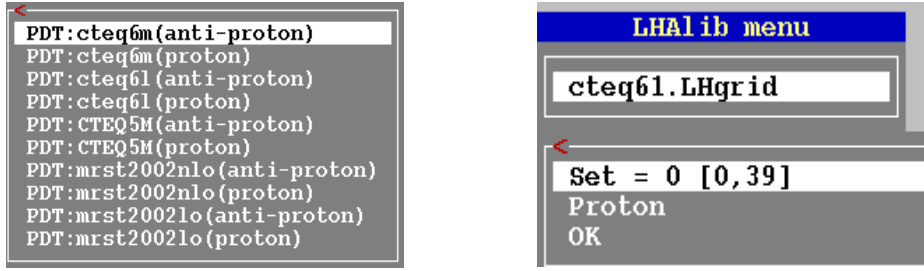 <
PDT:cteq6m(anti-proton)
PDT:cteq6m(proton)
PDT:cteq6l(anti-proton)
PDT:cteq6l(proton)
PDT:CTEQ5M(anti-proton)
PDT:CTEQ5M(proton)
PDT:mrst2002nlo(anti-proton)
PDT:mrst2002nlo(proton)
PDT:mrst2002lo(anti-proton)
PDT:mrst2002lo(proton)
LHAlib menu
cteq61.LHgrid
<
Set = 0 [0,39]
Proton
OK